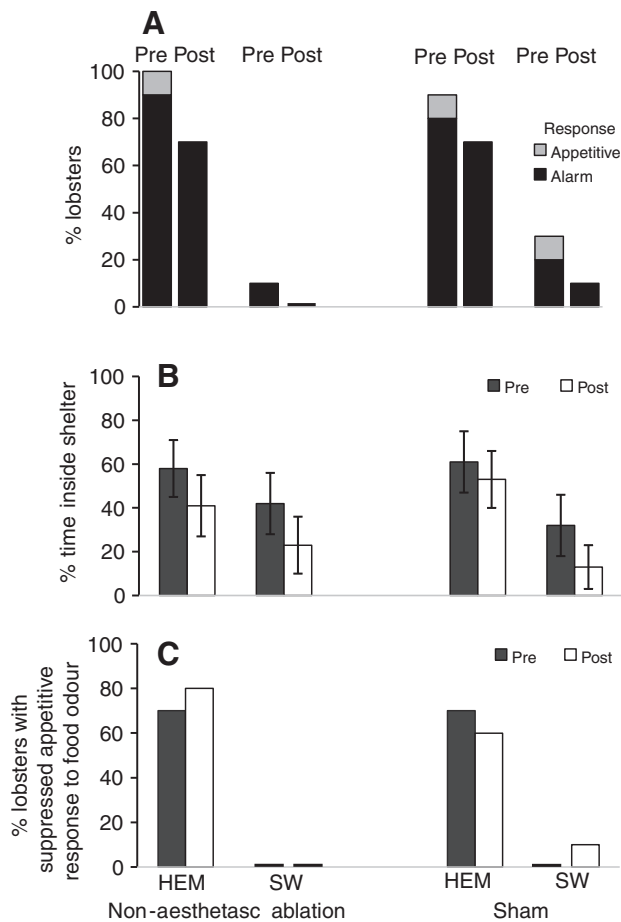 A
Pre Post Pre Post Pre Post Pre Post
100
80
60
40
20
0
% lobsters
Response
Appetitive
Alarm
B
100
80
60
40
20
0
% time inside shelter
Pre Post
C
100
80
60
40
20
0
% lobsters with
suppressed appetitive
response to food odour
Pre Post
HEM SW HEM SW
Non-aesthetasc ablation Sham